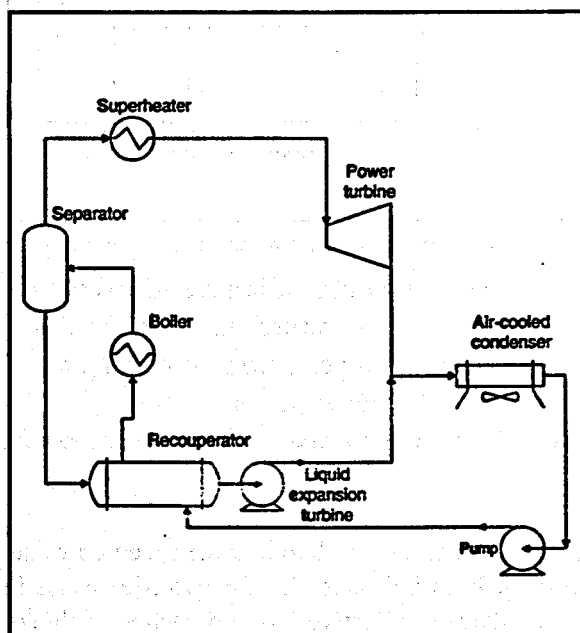 Superheater
Power
turbine
Separator
Boiler
Air-cooled
condenser
Recouperator
Liquid
expansion
turbine
Pump